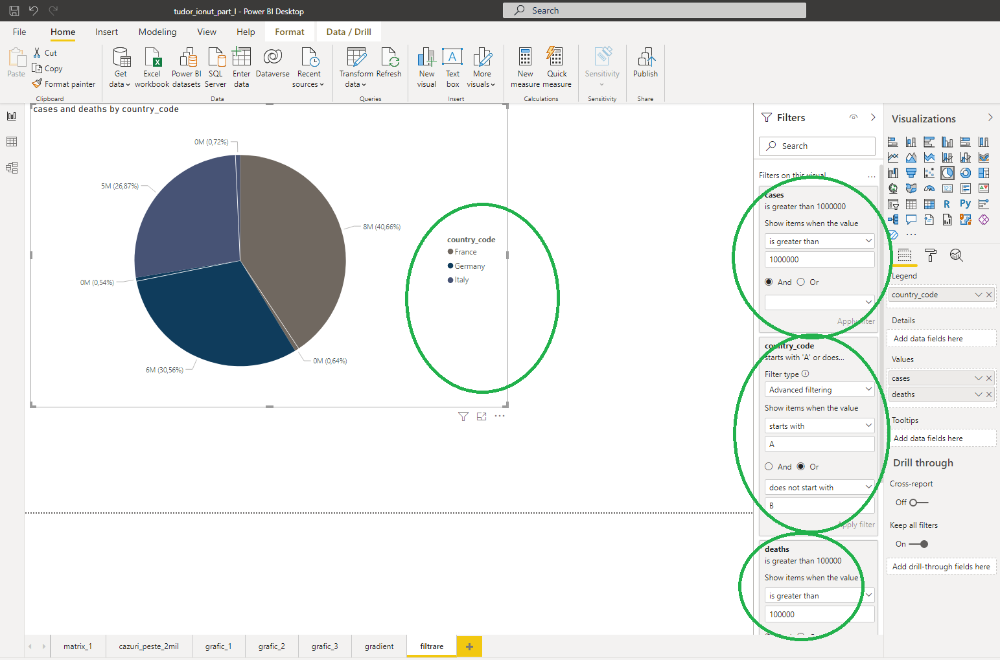 tudor_ionut_part_I - Power BI Desktop
Search
File
Home
Insert
Modeling
View
Help
Format
Data / Drill
Paste
Cut
Copy
Format painter
Clipboard
Get data
Excel workbook
Power BI datasets
SQL Server
Enter data
Dataverse
Recent sources
Data
Transform data
Refresh
Queries
New visual
A
Text box
More visuals
Insert
New measure
Quick measure
Calculations
Sensitivity
Sensitivity
Publish
Share
cases and deaths by country_code
0M (0,72%)
5M (26,87%)
8M (40,66%)
0M (0,54%)
6M (30,56%)
0M (0,64%)
country_code
France
Germany
Italy
Filters
Search
Filters on this visual
cases
is greater than 1000000
Show items when the value
is greater than
1000000
And
Or
Apply filter
country_code
starts with 'A' or does...
Filter type
Advanced filtering
Show items when the value
starts with
A
And
Or
does not start with
B
Apply filter
deaths
is greater than 100000
Show items when the value
is greater than
100000
Visualizations
123
R
Py
Legend
country_code
Details
Add data fields here
Values
cases
deaths
Tooltips
Add data fields here
Drill through
Cross-report
Off
Keep all filters
On
Add drill-through fields here
matrix_1
cazuri_peste_2mil
grafic_1
grafic_2
grafic_3
gradient
filtrare